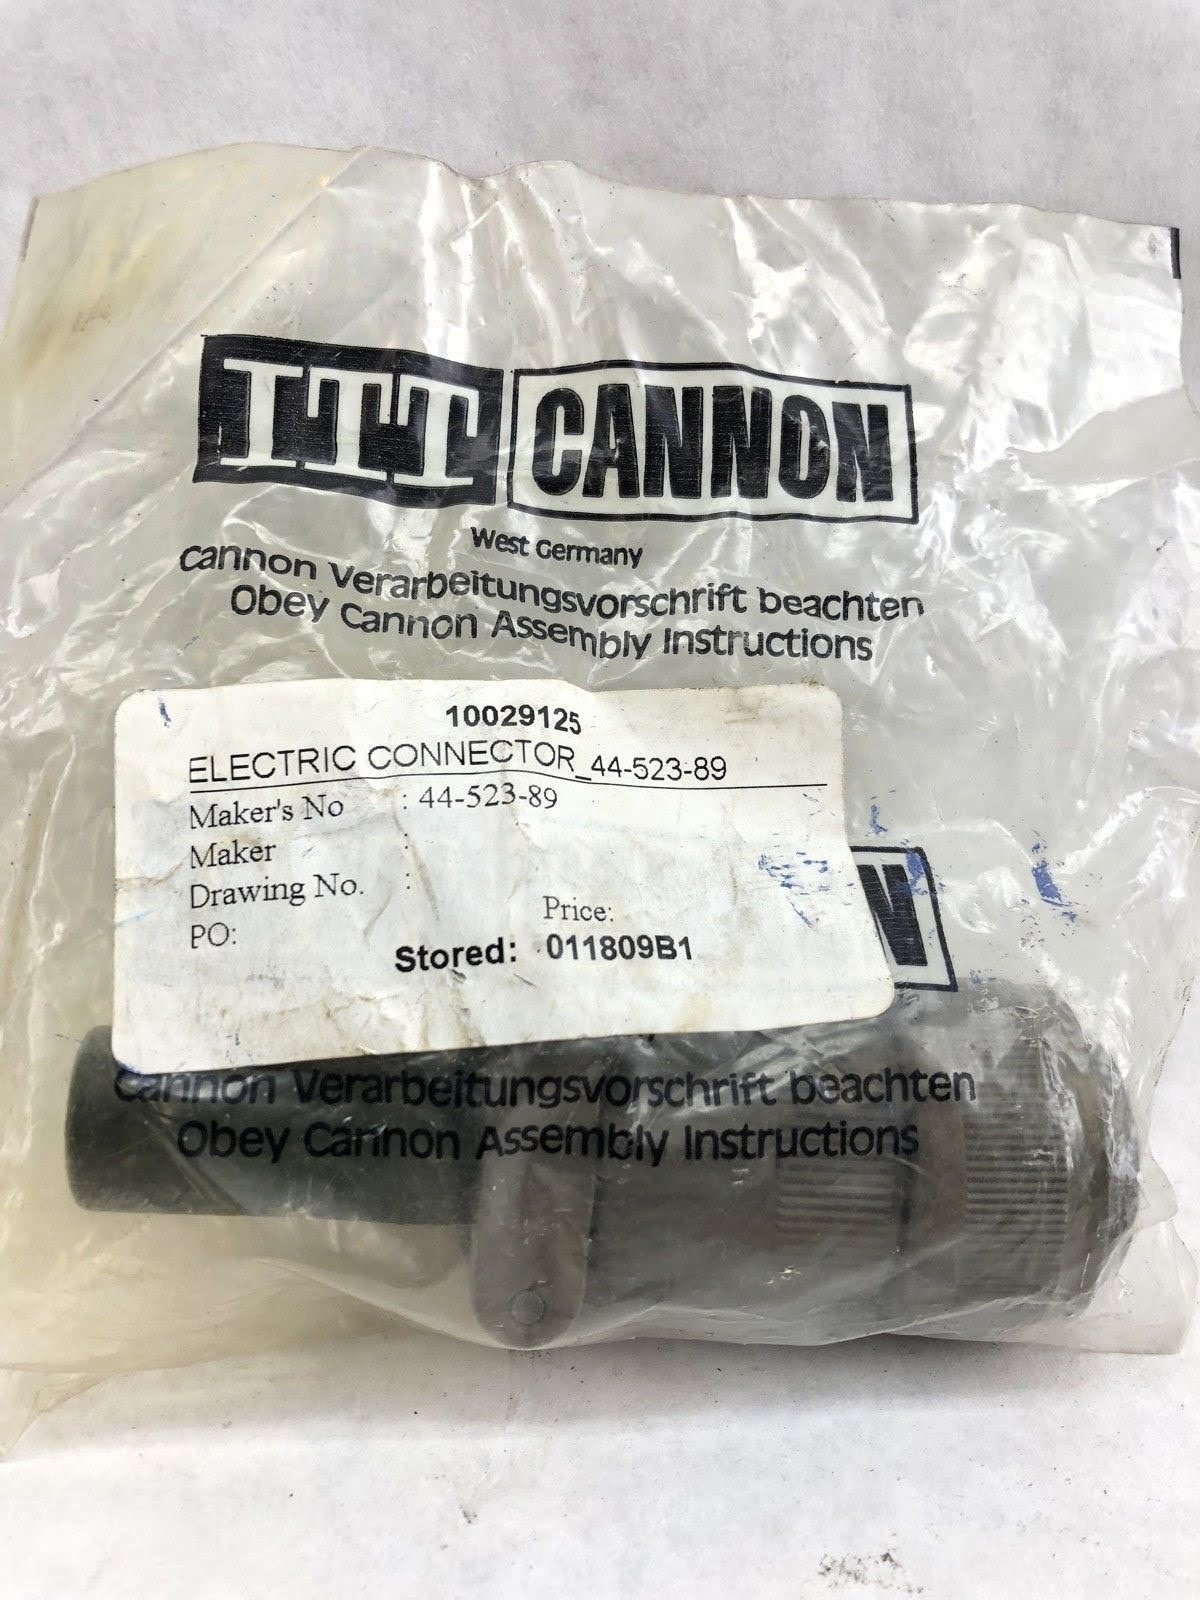 ITT CANNON
West Germany
Cannon Verarbeitungsvorschrift beachten
Obey Cannon Assembly Instructions
10029125
ELECTRIC CONNECTOR_44-523-89
Maker's No : 44-523-89
Maker :
Drawing No. :
PO: Price:
Stored: 011809B1
N
Cannon Verarbeitungsvorschrift beachten
Obey Cannon Assembly Instructions